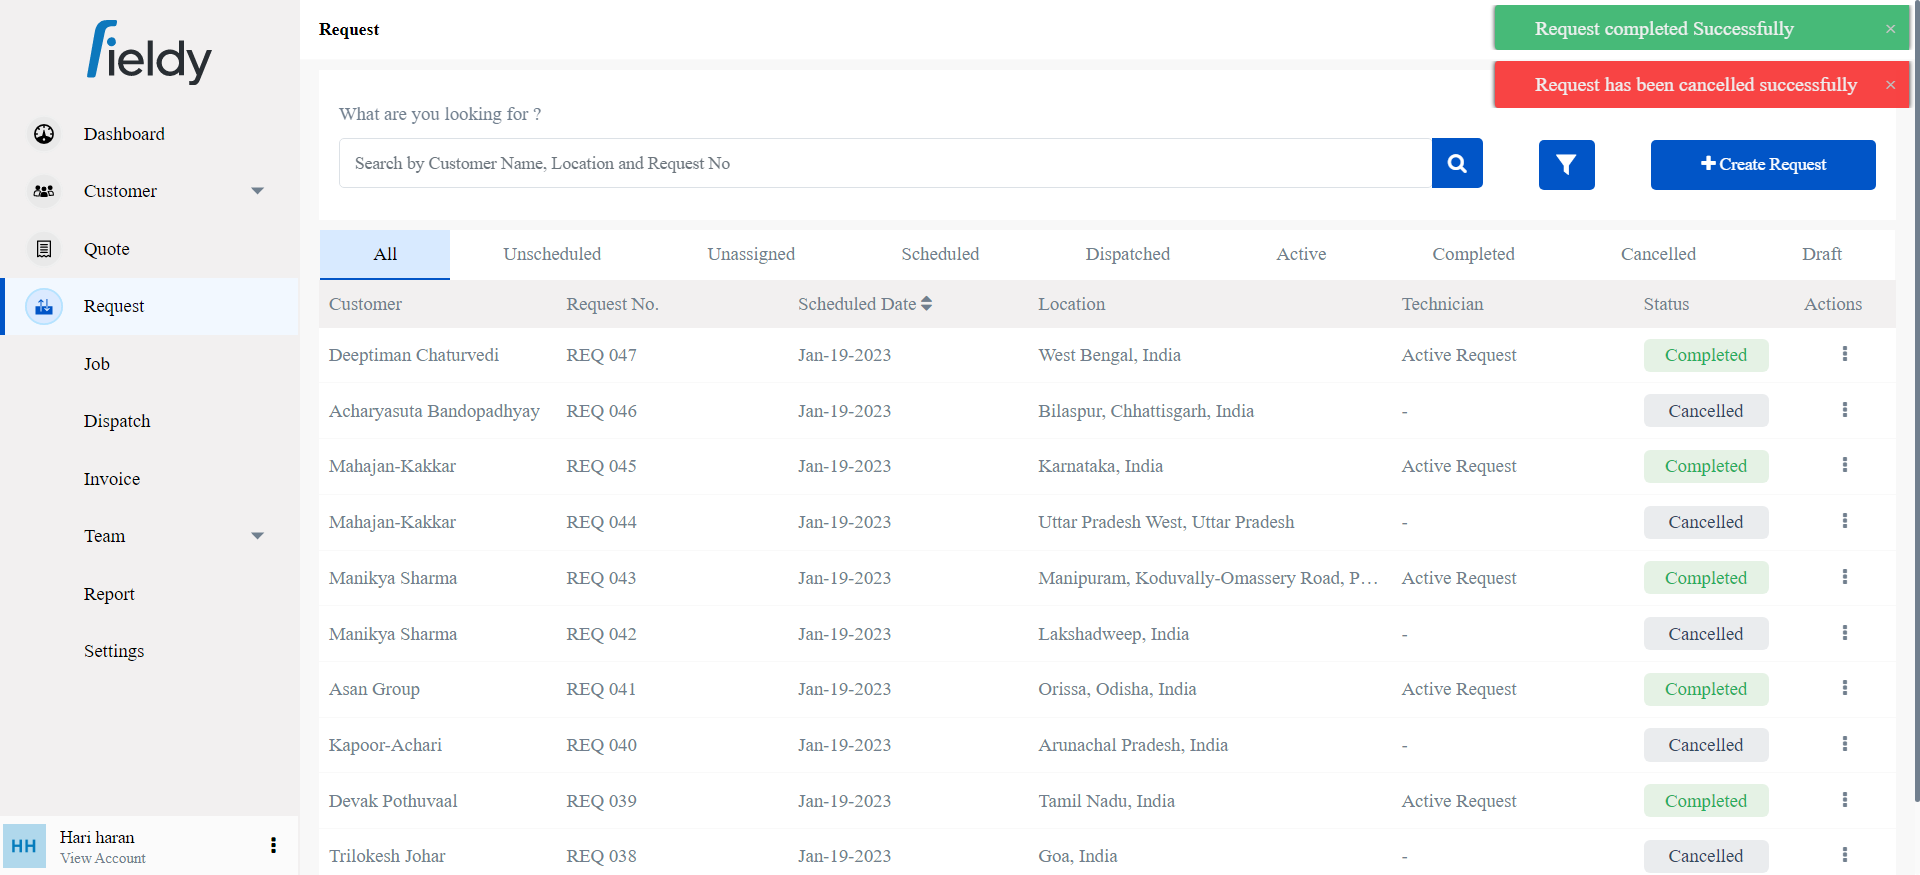 fieldy
Dashboard
Customer
Quote
Request
Job
Dispatch
Invoice
Team
Report
Settings
HH
Hari haran
View Account
Request
Request completed Successfully ×
Request has been cancelled successfully ×
What are you looking for ?
Search by Customer Name, Location and Request No
Create Request
All Unscheduled Unassigned Scheduled Dispatched Active Completed Cancelled Draft
Customer Request No. Scheduled Date Location Technician Status Actions
Deeptiman Chaturvedi REQ 047 Jan-19-2023 West Bengal, India Active Request Completed
Acharyasuta Bandopadhyay REQ 046 Jan-19-2023 Bilaspur, Chhattisgarh, India - Cancelled
Mahajan-Kakkar REQ 045 Jan-19-2023 Karnataka, India Active Request Completed
Mahajan-Kakkar REQ 044 Jan-19-2023 Uttar Pradesh West, Uttar Pradesh - Cancelled
Manikya Sharma REQ 043 Jan-19-2023 Manipuram, Koduvally-Omassery Road, P... Active Request Completed
Manikya Sharma REQ 042 Jan-19-2023 Lakshadweep, India - Cancelled
Asan Group REQ 041 Jan-19-2023 Orissa, Odisha, India Active Request Completed
Kapoor-Achari REQ 040 Jan-19-2023 Arunachal Pradesh, India - Cancelled
Devak Pothuvaal REQ 039 Jan-19-2023 Tamil Nadu, India Active Request Completed
Trilokesh Johar REQ 038 Jan-19-2023 Goa, India - Cancelled